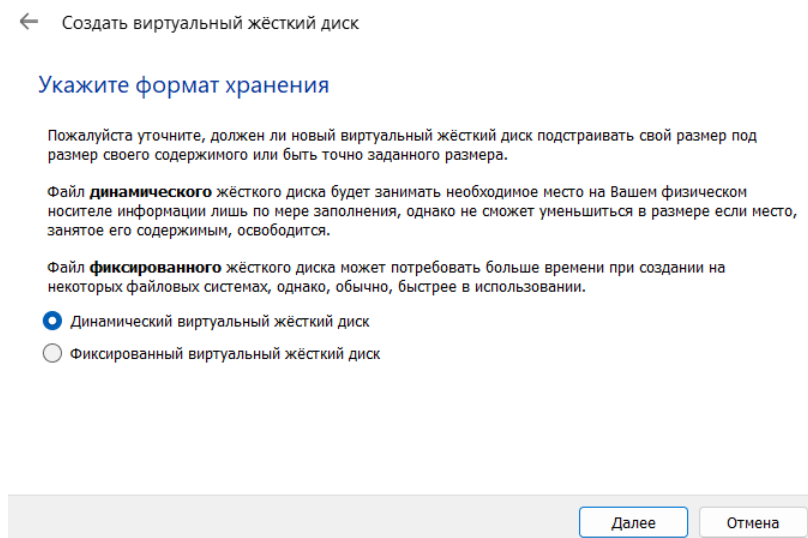 Создать виртуальный жёсткий диск
Укажите формат хранения
Пожалуйста уточните, должен ли новый виртуальный жёсткий диск подстраивать свой размер под
размер своего содержимого или быть точно заданного размера.
Файл динамического жёсткого диска будет занимать необходимое место на Вашем физическом
носителе информации лишь по мере заполнения, однако не сможет уменьшиться в размере если место,
занятое его содержимым, освободится.
Файл фиксированного жёсткого диска может потребовать больше времени при создании на
некоторых файловых системах, однако, обычно, быстрее в использовании.
Динамический виртуальный жёсткий диск
Фиксированный виртуальный жёсткий диск
Далее Отмена